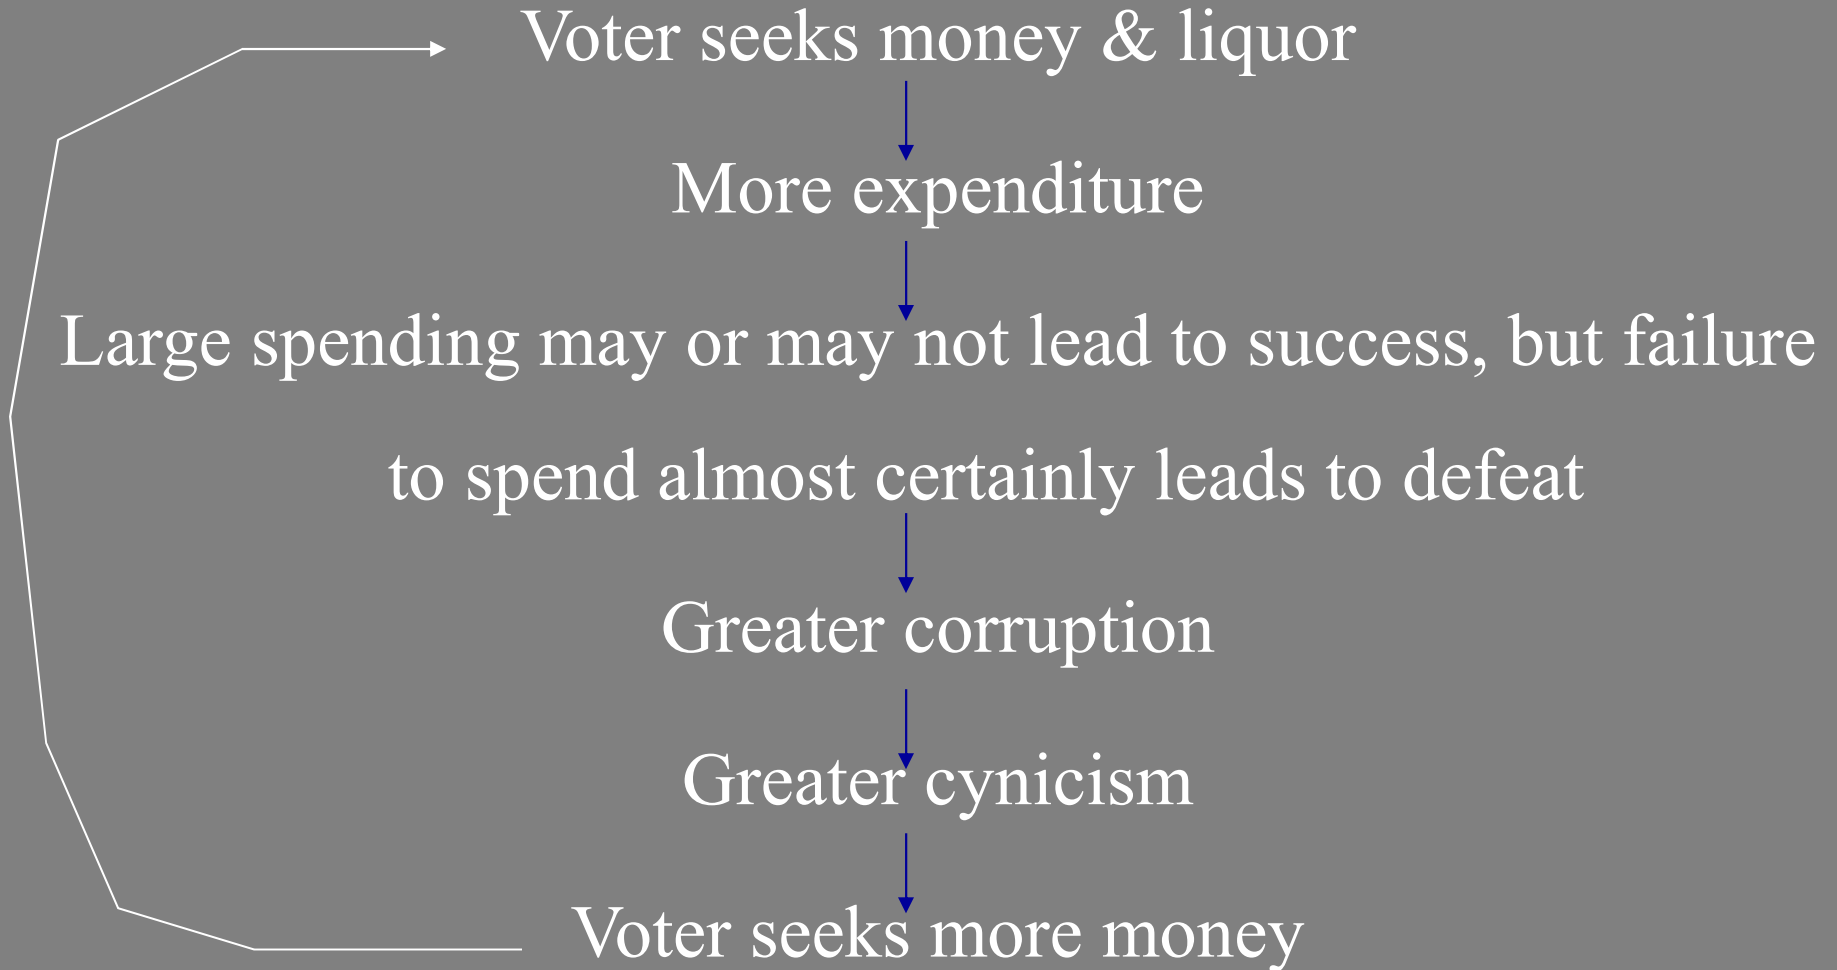 Voter seeks money & liquor
More expenditure
Large spending may or may not lead to success, but failure
to spend almost certainly leads to defeat
Greater corruption
Greater cynicism
Voter seeks more money